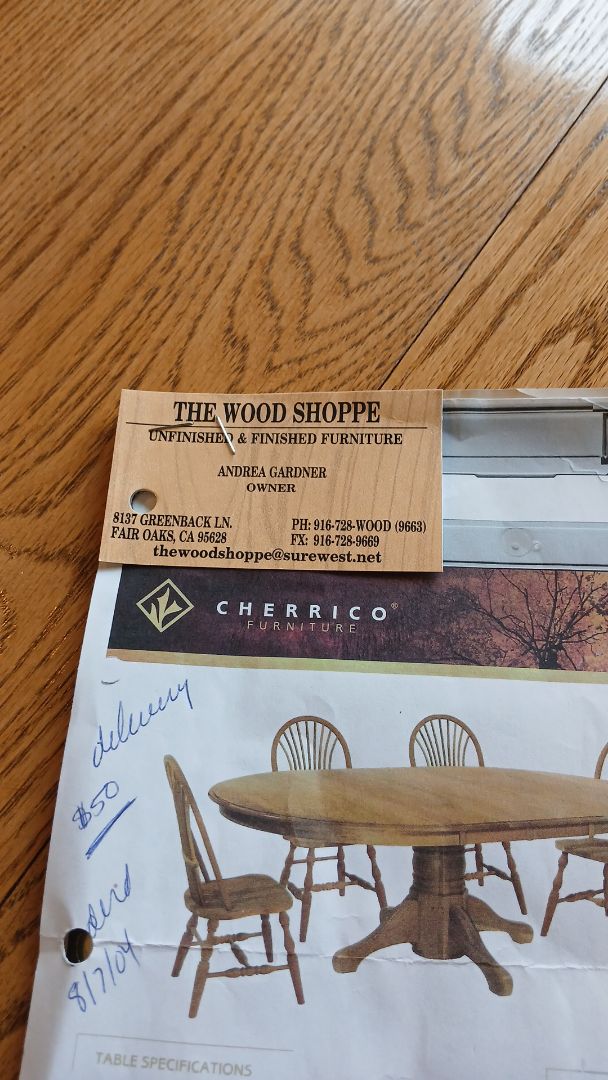 THE WOOD SHOPPE
UNFINISHED & FINISHED FURNITURE
ANDREA GARDNER
OWNER
8137 GREENBACK LN.
FAIR OAKS, CA 95628
PH: 916-728-WOOD (9663)
FX: 916-728-9669
thewoodshoppe@surewest.net
CHERRICO®
FURNITURE
delivery
$50
8/7/04
TABLE SPECIFICATIONS